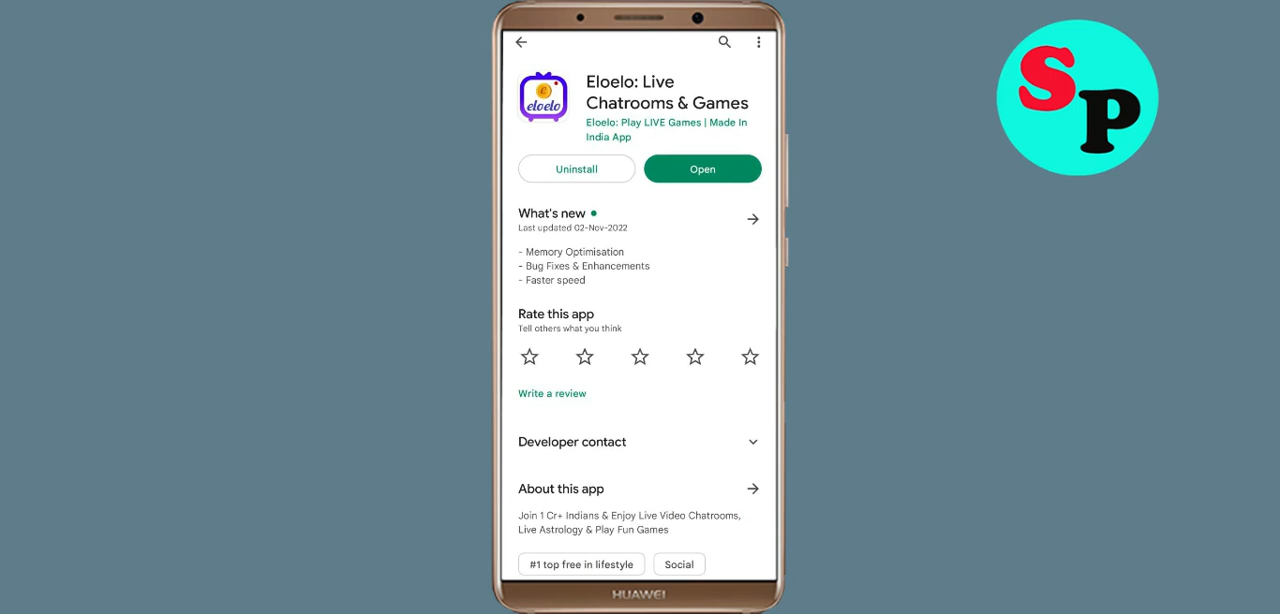 SP
eloelo
Eloelo: Live
Chatrooms & Games
Eloelo: Play LIVE Games | Made In
India App
Uninstall
Open
What's new
Last updated 02-Nov-2022
- Memory Optimisation
- Bug Fixes & Enhancements
- Faster speed
Rate this app
Tell others what you think
Write a review
Developer contact
About this app
Join 1 Cr+ Indians & Enjoy Live Video Chatrooms,
Live Astrology & Play Fun Games
#1 top free in lifestyle
Social
HUAWEI